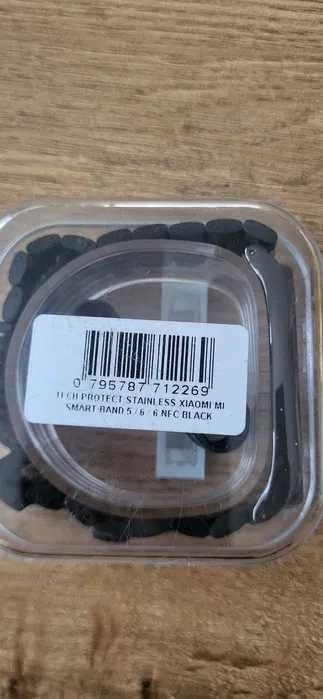 0 795787 712269
TECH-PROTECT STAINLESS XIAOMI MI
SMART BAND 5 / 6 / 6 NFC BLACK